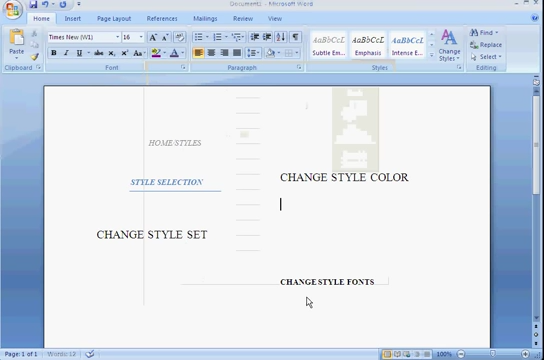 Document1 - Microsoft Word
Home Insert Page Layout References Mailings Review View
Paste
Times New (W1) 16
AaBbCcL AaBbCcL AaBbCcL
Subtle Em... Emphasis Intense E...
Change Styles
Find
Replace
Select
Clipboard Font Paragraph Styles Editing
HOME/STYLES
CHANGE STYLE COLOR
STYLE SELECTION
CHANGE STYLE SET
CHANGE STYLE FONTS
Page: 1 of 1 Words: 12
100%